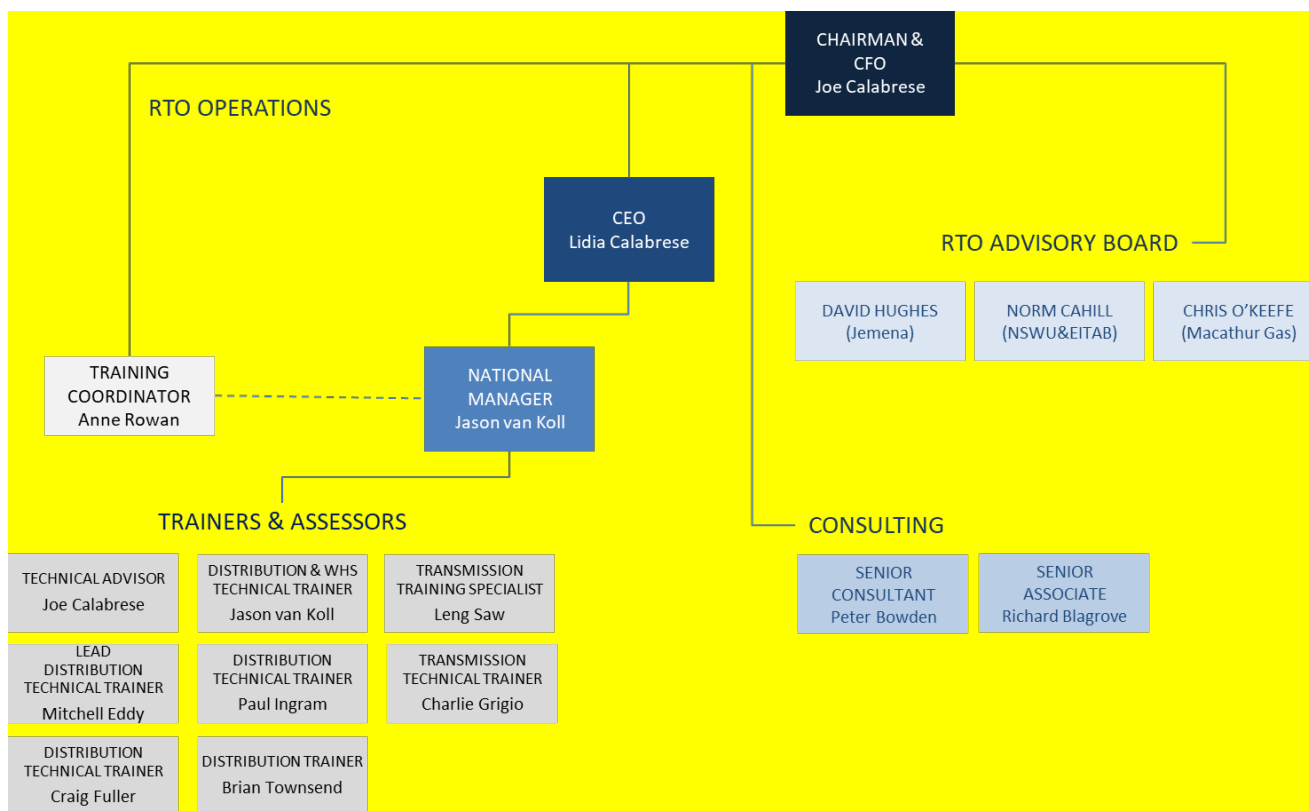 CHAIRMAN &
CFO
Joe Calabrese
RTO OPERATIONS
CEO
Lidia Calabrese
RTO ADVISORY BOARD
DAVID HUGHES
(Jemena)
NORM CAHILL
(NSWU&EITAB)
CHRIS O’KEEFE
(Macathur Gas)
TRAINING
COORDINATOR
Anne Rowan
NATIONAL
MANAGER
Jason van Koll
TRAINERS & ASSESSORS
TECHNICAL ADVISOR
Joe Calabrese
DISTRIBUTION & WHS
TECHNICAL TRAINER
Jason van Koll
TRANSMISSION
TRAINING SPECIALIST
Leng Saw
LEAD
DISTRIBUTION
TECHNICAL TRAINER
Mitchell Eddy
DISTRIBUTION
TECHNICAL TRAINER
Paul Ingram
TRANSMISSION
TECHNICAL TRAINER
Charlie Grigio
DISTRIBUTION
TECHNICAL TRAINER
Craig Fuller
DISTRIBUTION TRAINER
Brian Townsend
CONSULTING
SENIOR
CONSULTANT
Peter Bowden
SENIOR
ASSOCIATE
Richard Blagrove